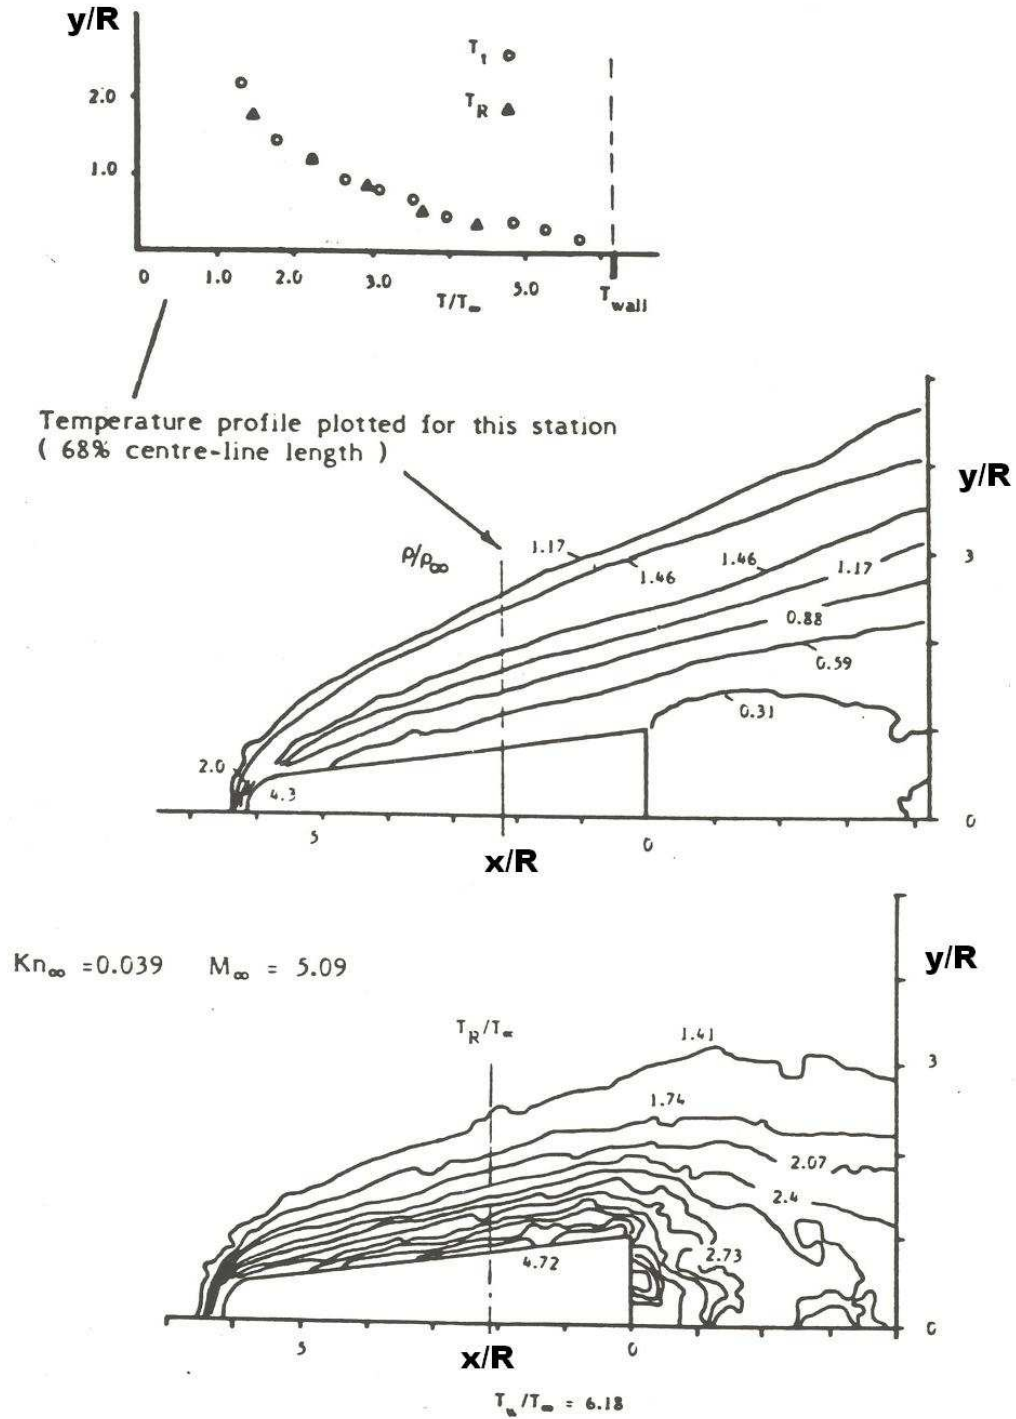 y/R
T_t
2.0
T_R
1.0
0 1.0 2.0 3.0 T/T_∞ 5.0 T_wall
Temperature profile plotted for this station
( 68% centre-line length )
y/R
ρ/ρ_∞
1.17
1.46
1.46
1.17
3
0.88
0.59
0.31
2.0
4.3
0
5 0
x/R
Kn_∞ =0.039 M_∞ = 5.09
y/R
T_R/T_∞
1.41
3
1.74
2.07
2.4
2.73
4.72
0
5 0
x/R
T_w/T_∞ = 6.18